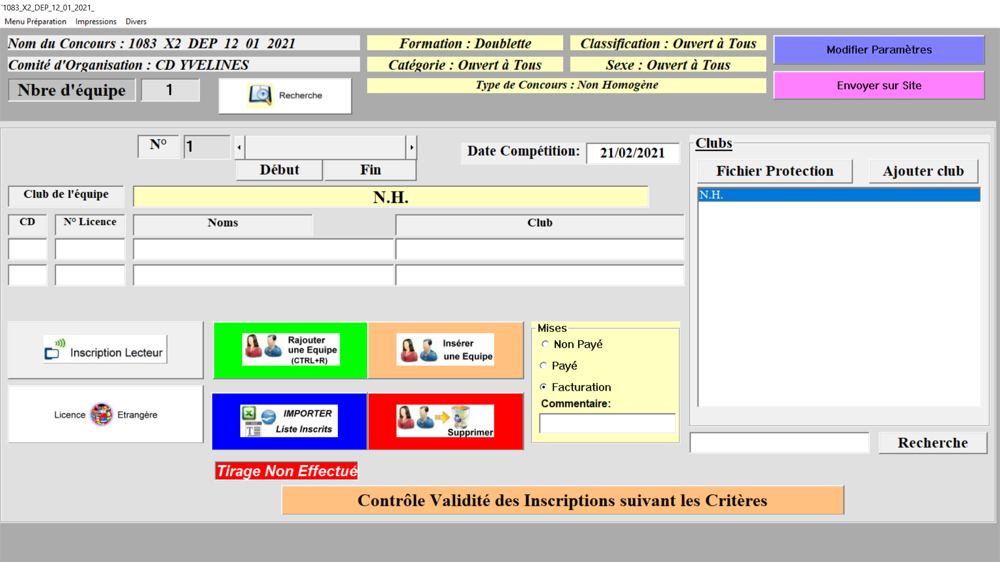 '1083_X2_DEP_12_01_2021_
Menu Préparation Impressions Divers
Nom du Concours : 1083 X2 DEP 12 01 2021
Formation : Doublette
Classification : Ouvert à Tous
Modifier Paramètres
Comité d'Organisation : CD YVELINES
Catégorie : Ouvert à Tous
Sexe : Ouvert à Tous
Type de Concours : Non Homogène
Envoyer sur Site
Nbre d'équipe 1
Recherche
N° 1
Date Compétition: 21/02/2021
Début Fin
Clubs
Fichier Protection Ajouter club
N.H.
Club de l'équipe N.H.
CD N° Licence Noms Club
Inscription Lecteur
Rajouter
une Equipe
(CTRL+R)
Insérer
une Equipe
Mises
Non Payé
Payé
Facturation
Commentaire:
Licence Etrangère
IMPORTER
Liste Inscrits
TEXT
T
Supprimer
Recherche
Tirage Non Effectué
Contrôle Validité des Inscriptions suivant les Critères